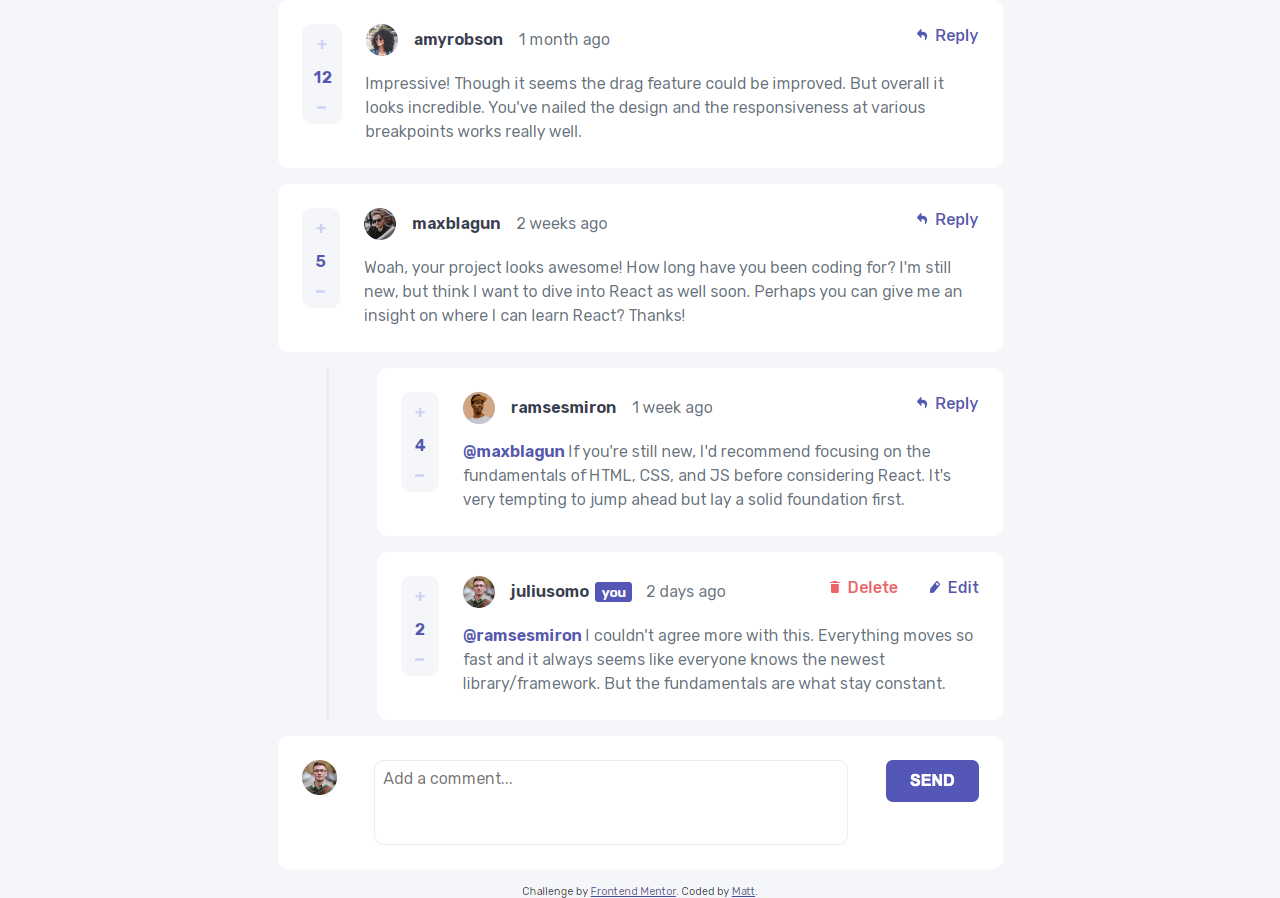 +
12
−
amyrobson 1 month ago
Reply
Impressive! Though it seems the drag feature could be improved. But overall it
looks incredible. You've nailed the design and the responsiveness at various
breakpoints works really well.
+
5
−
maxblagun 2 weeks ago
Reply
Woah, your project looks awesome! How long have you been coding for? I'm still
new, but think I want to dive into React as well soon. Perhaps you can give me an
insight on where I can learn React? Thanks!
+
4
−
ramsesmiron 1 week ago
Reply
@maxblagun If you're still new, I'd recommend focusing on the
fundamentals of HTML, CSS, and JS before considering React. It's
very tempting to jump ahead but lay a solid foundation first.
+
2
−
juliusomo you 2 days ago
Delete Edit
@ramsesmiron I couldn't agree more with this. Everything moves so
fast and it always seems like everyone knows the newest
library/framework. But the fundamentals are what stay constant.
Add a comment...
SEND
Challenge by Frontend Mentor. Coded by Matt.